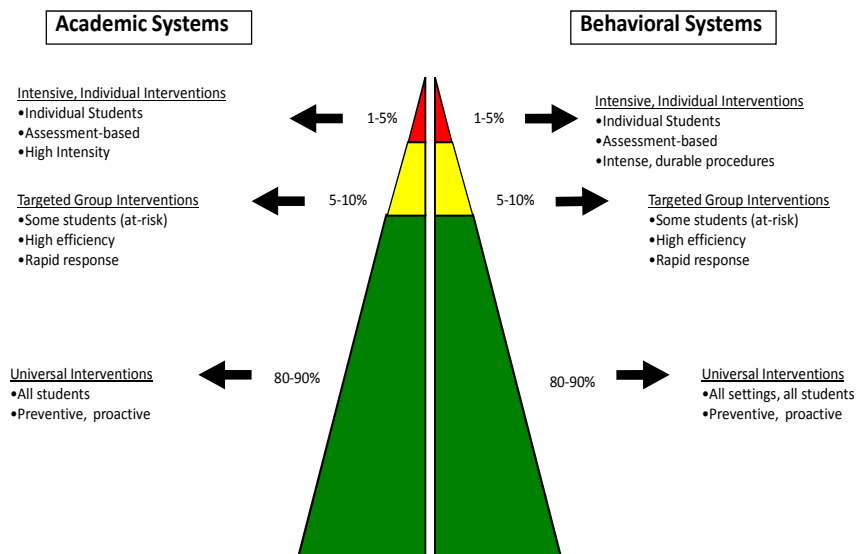 Academic Systems
Behavioral Systems
Intensive, Individual Interventions
•Individual Students
•Assessment-based
•High Intensity
1-5%
1-5%
Intensive, Individual Interventions
•Individual Students
•Assessment-based
•Intense, durable procedures
Targeted Group Interventions
•Some students (at-risk)
•High efficiency
•Rapid response
5-10%
5-10%
Targeted Group Interventions
•Some students (at-risk)
•High efficiency
•Rapid response
Universal Interventions
•All students
•Preventive, proactive
80-90%
80-90%
Universal Interventions
•All settings, all students
•Preventive, proactive